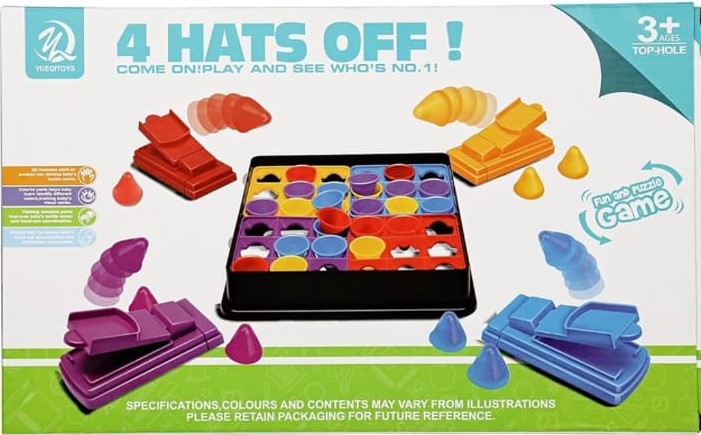 YUEQITOYS
4 HATS OFF !
COME ON!PLAY AND SEE WHO'S NO.1!
3+
AGES
TOP-HOLE
Fun and Puzzle
Game
SPECIFICATIONS,COLOURS AND CONTENTS MAY VARY FROM ILLUSTRATIONS
PLEASE RETAIN PACKAGING FOR FUTURE REFERENCE.